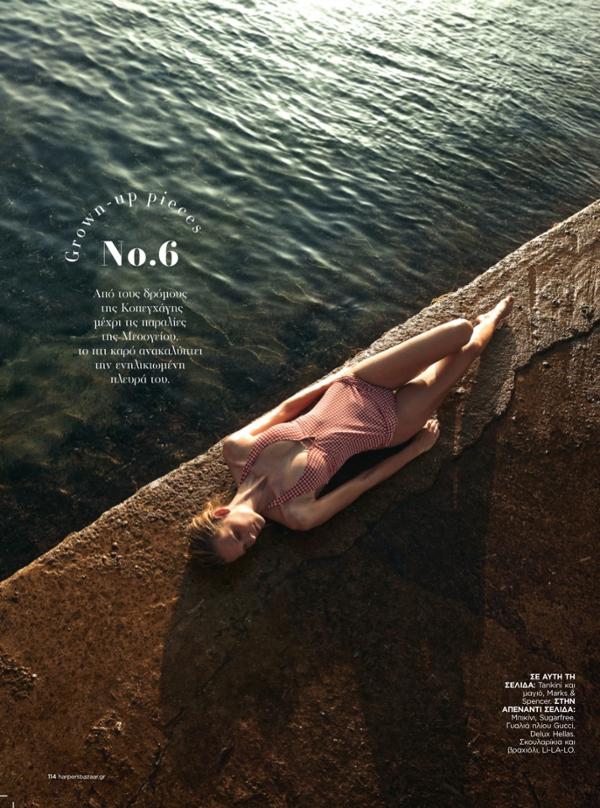 Grown-up pieces
No.6
Από τους δρόμους
της Κοπεγχάγης
μέχρι τις παραλίες
της Μεσογείου,
το πτι καρό ανακαλύπτει
την ενηλικιωμένη
πλευρά του.
ΣΕ ΑΥΤΗ ΤΗ
ΣΕΛΙΔΑ: Tankini και
μαγιό, Marks &
Spencer. ΣΤΗΝ
ΑΠΕΝΑΝΤΙ ΣΕΛΙΔΑ:
Μπικίνι, Sugarfree.
Γυαλιά ηλίου Gucci,
Delux Hellas.
Σκουλαρίκια και
βραχιόλι, Li-LA-LO.
114 harpersbazaar.gr